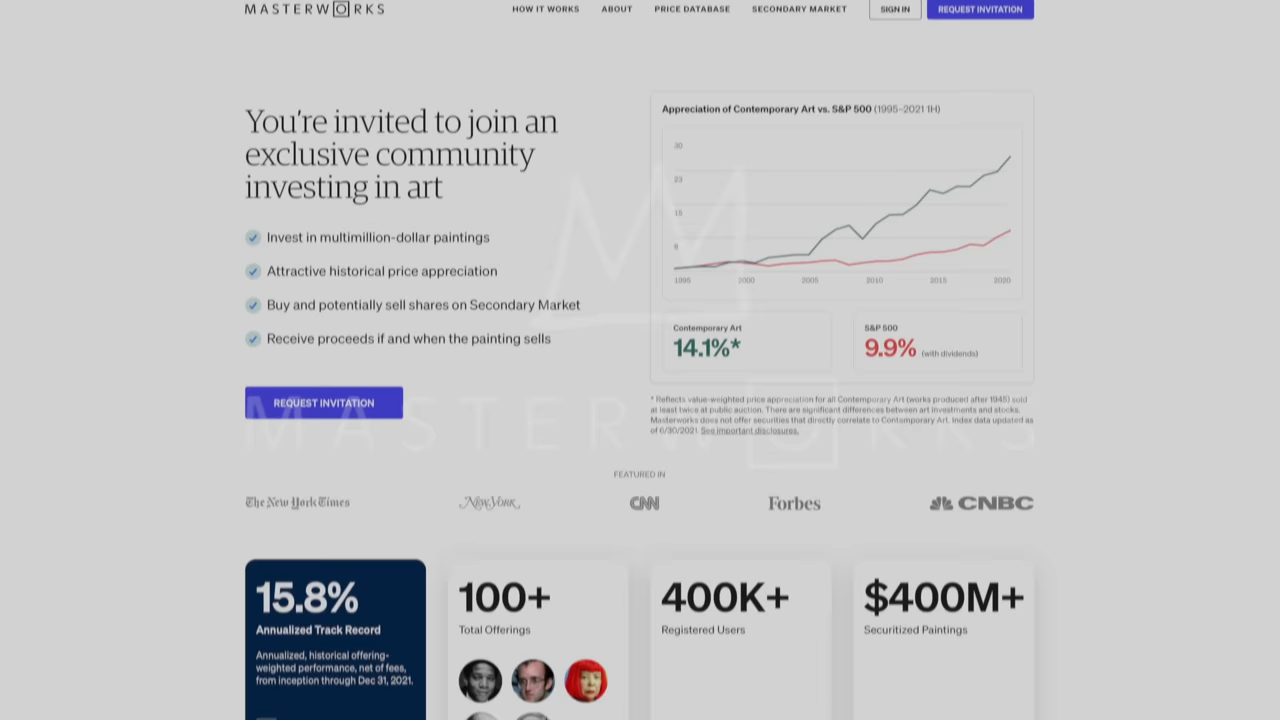 MASTERWORKS
HOW IT WORKS
ABOUT
PRICE DATABASE
SECONDARY MARKET
SIGN IN
REQUEST INVITATION
You're invited to join an
exclusive community
investing in art
Invest in multimillion-dollar paintings
Attractive historical price appreciation
Buy and potentially sell shares on Secondary Market
Receive proceeds if and when the painting sells
REQUEST INVITATION
Appreciation of Contemporary Art vs. S&P 500 (1995-2021 1H)
30
23
15
8
1995 2000 2005 2010 2015 2020
Contemporary Art
14.1%*
S&P 500
9.9% (with dividends)
* Reflects value-weighted price appreciation for all Contemporary Art (works produced after 1945) sold
at least twice at public auction. There are significant differences between art investments and stocks.
Masterworks does not offer securities that directly correlate to Contemporary Art. Index data updated as
of 6/30/2021. See important disclosures.
MASTERWORKS
FEATURED IN
The New York Times
NEW YORK
CNN
Forbes
CNBC
15.8%
Annualized Track Record
Annualized, historical offering-
weighted performance, net of fees,
from inception through Dec 31, 2021.
100+
Total Offerings
400K+
Registered Users
$400M+
Securitized Paintings